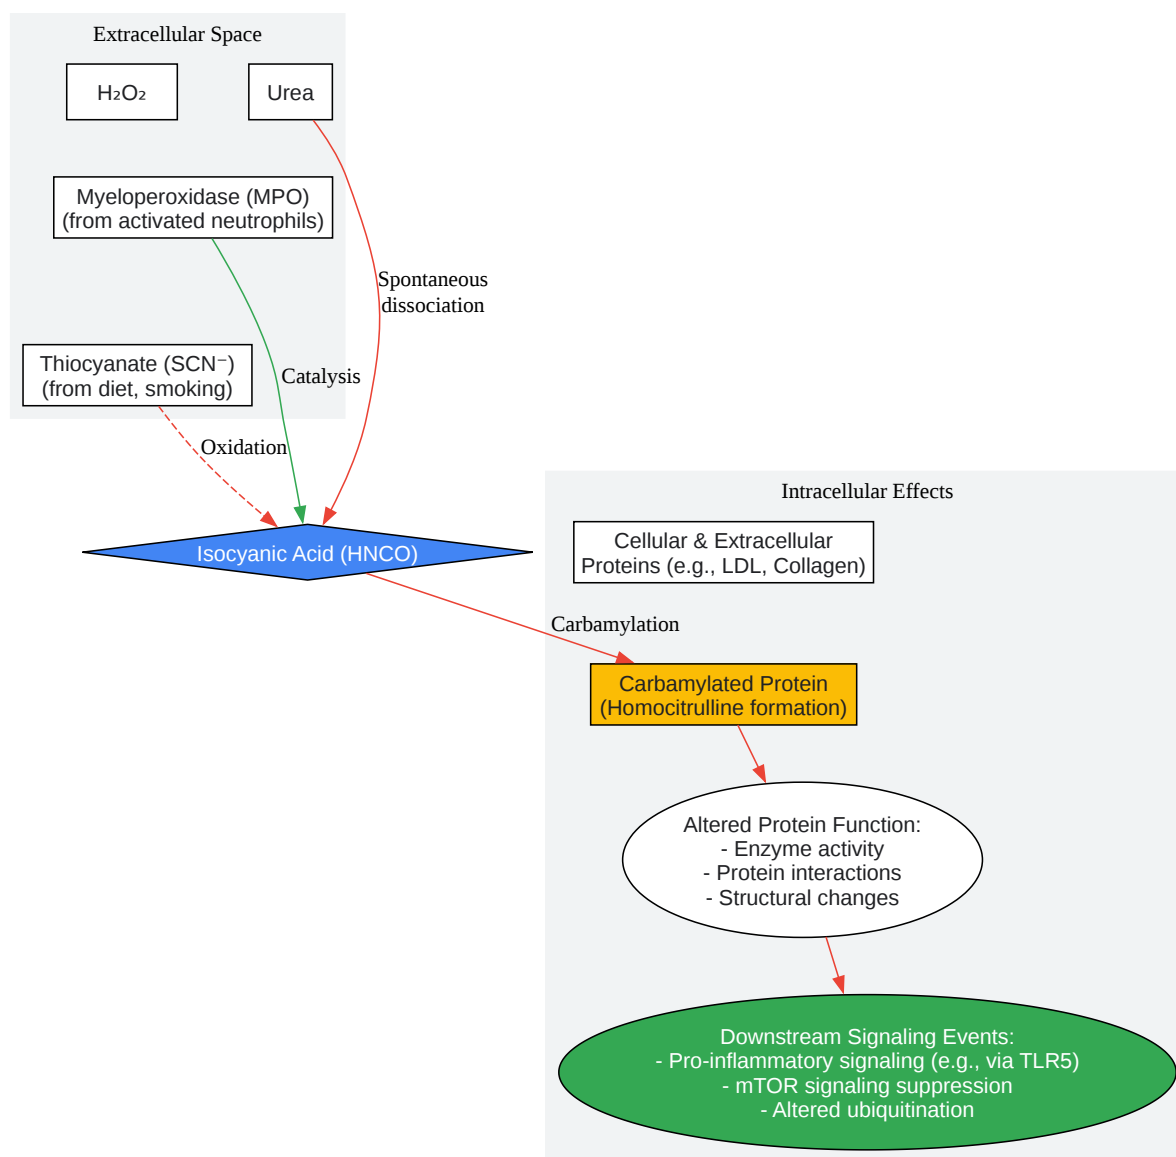 Extracellular Space
H₂O₂
Urea
Myeloperoxidase (MPO)
(from activated neutrophils)
Spontaneous
dissociation
Thiocyanate (SCN⁻)
(from diet, smoking)
Catalysis
Oxidation
Isocyanic Acid (HNCO)
Intracellular Effects
Cellular & Extracellular
Proteins (e.g., LDL, Collagen)
Carbamylation
Carbamylated Protein
(Homocitrulline formation)
Altered Protein Function:
- Enzyme activity
- Protein interactions
- Structural changes
Downstream Signaling Events:
- Pro-inflammatory signaling (e.g., via TLR5)
- mTOR signaling suppression
- Altered ubiquitination